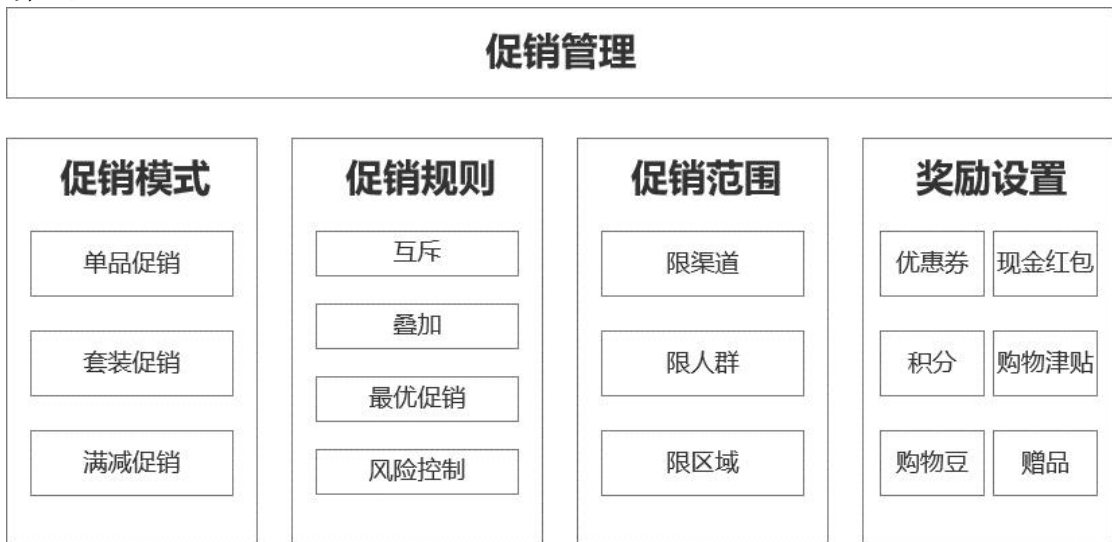 促销管理
促销模式
单品促销
套装促销
满减促销
促销规则
互斥
叠加
最优促销
风险控制
促销范围
限渠道
限人群
限区域
奖励设置
优惠券 现金红包
积分 购物津贴
购物豆 赠品